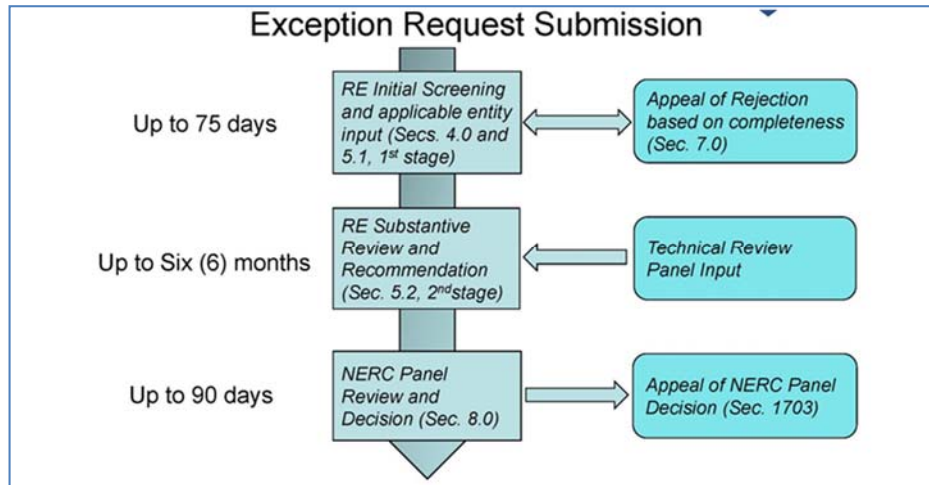 Exception Request Submission
Up to 75 days
RE Initial Screening
and applicable entity
input (Secs. 4.0 and
5.1, 1st stage)
Appeal of Rejection
based on completeness
(Sec. 7.0)
Up to Six (6) months
RE Substantive
Review and
Recommendation
(Sec. 5.2, 2nd stage)
Technical Review
Panel Input
Up to 90 days
NERC Panel
Review and
Decision (Sec. 8.0)
Appeal of NERC Panel
Decision (Sec. 1703)